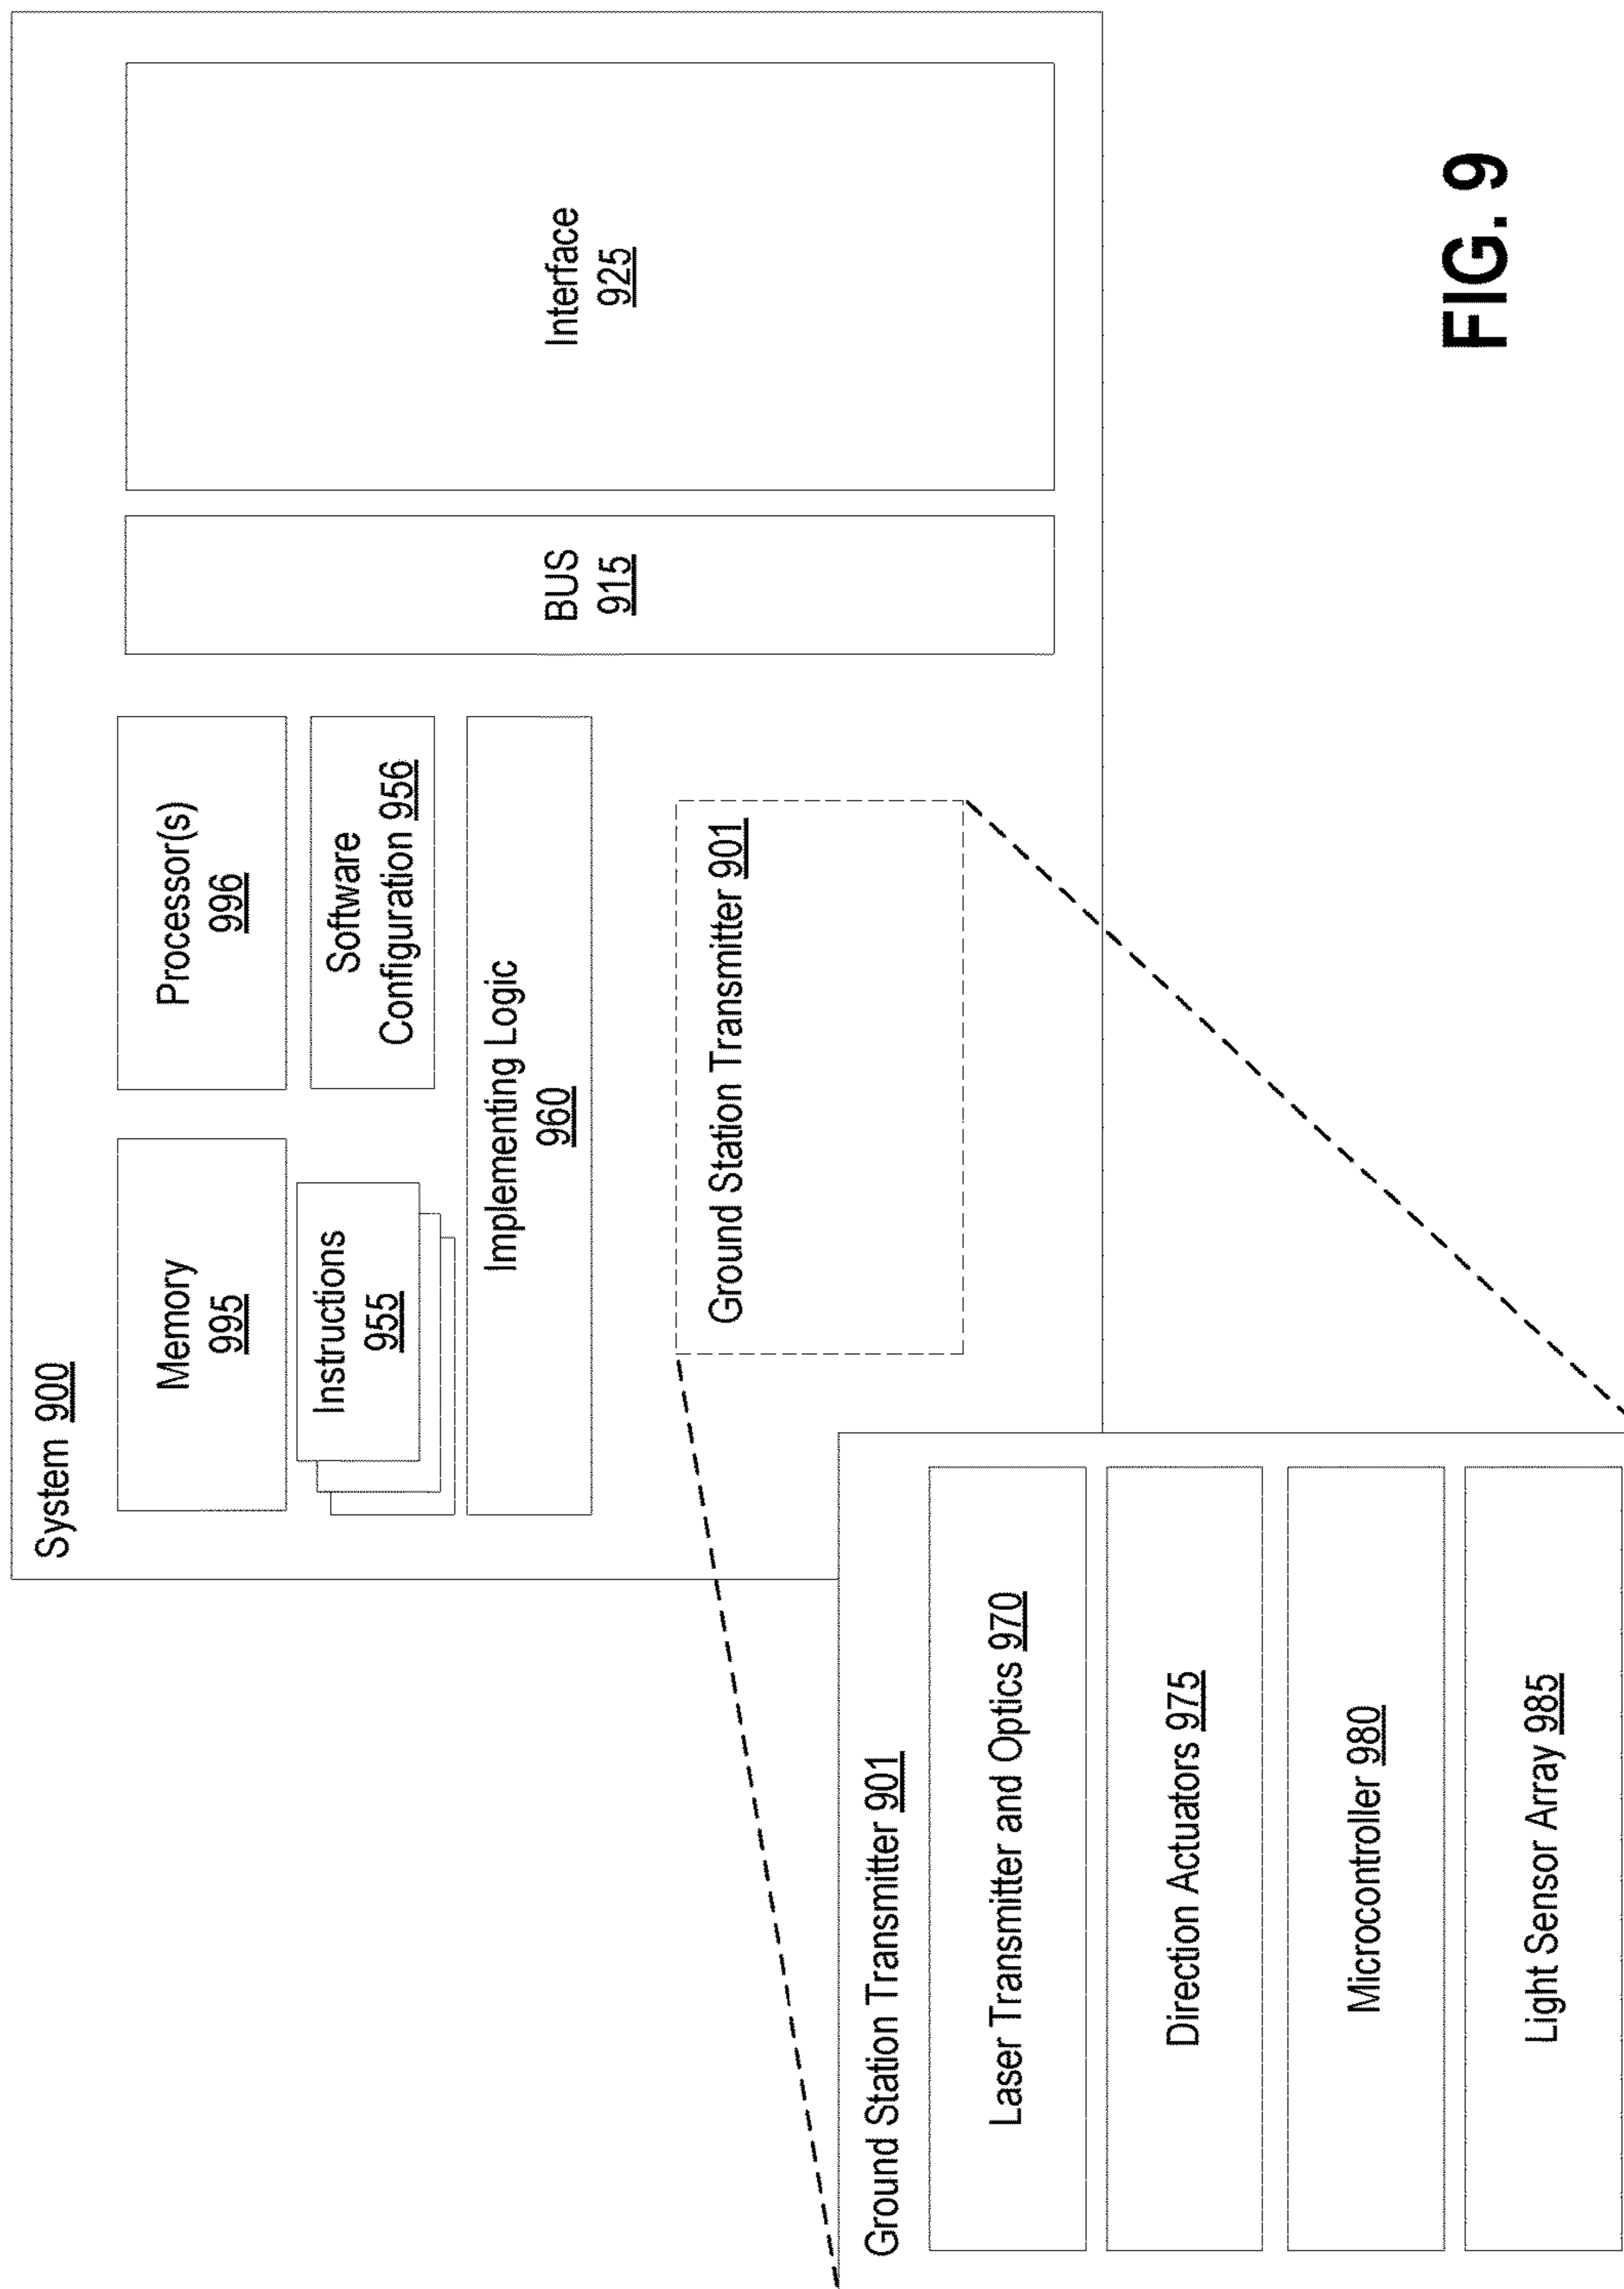 System 900
Memory
995
Processor(s)
996
Instructions
955
Software
Configuration 956
Implementing Logic
960
Ground Station Transmitter 901
BUS
915
Interface
925
Ground Station Transmitter 901
Laser Transmitter and Optics 970
Direction Actuators 975
Microcontroller 980
Light Sensor Array 985
FIG. 9